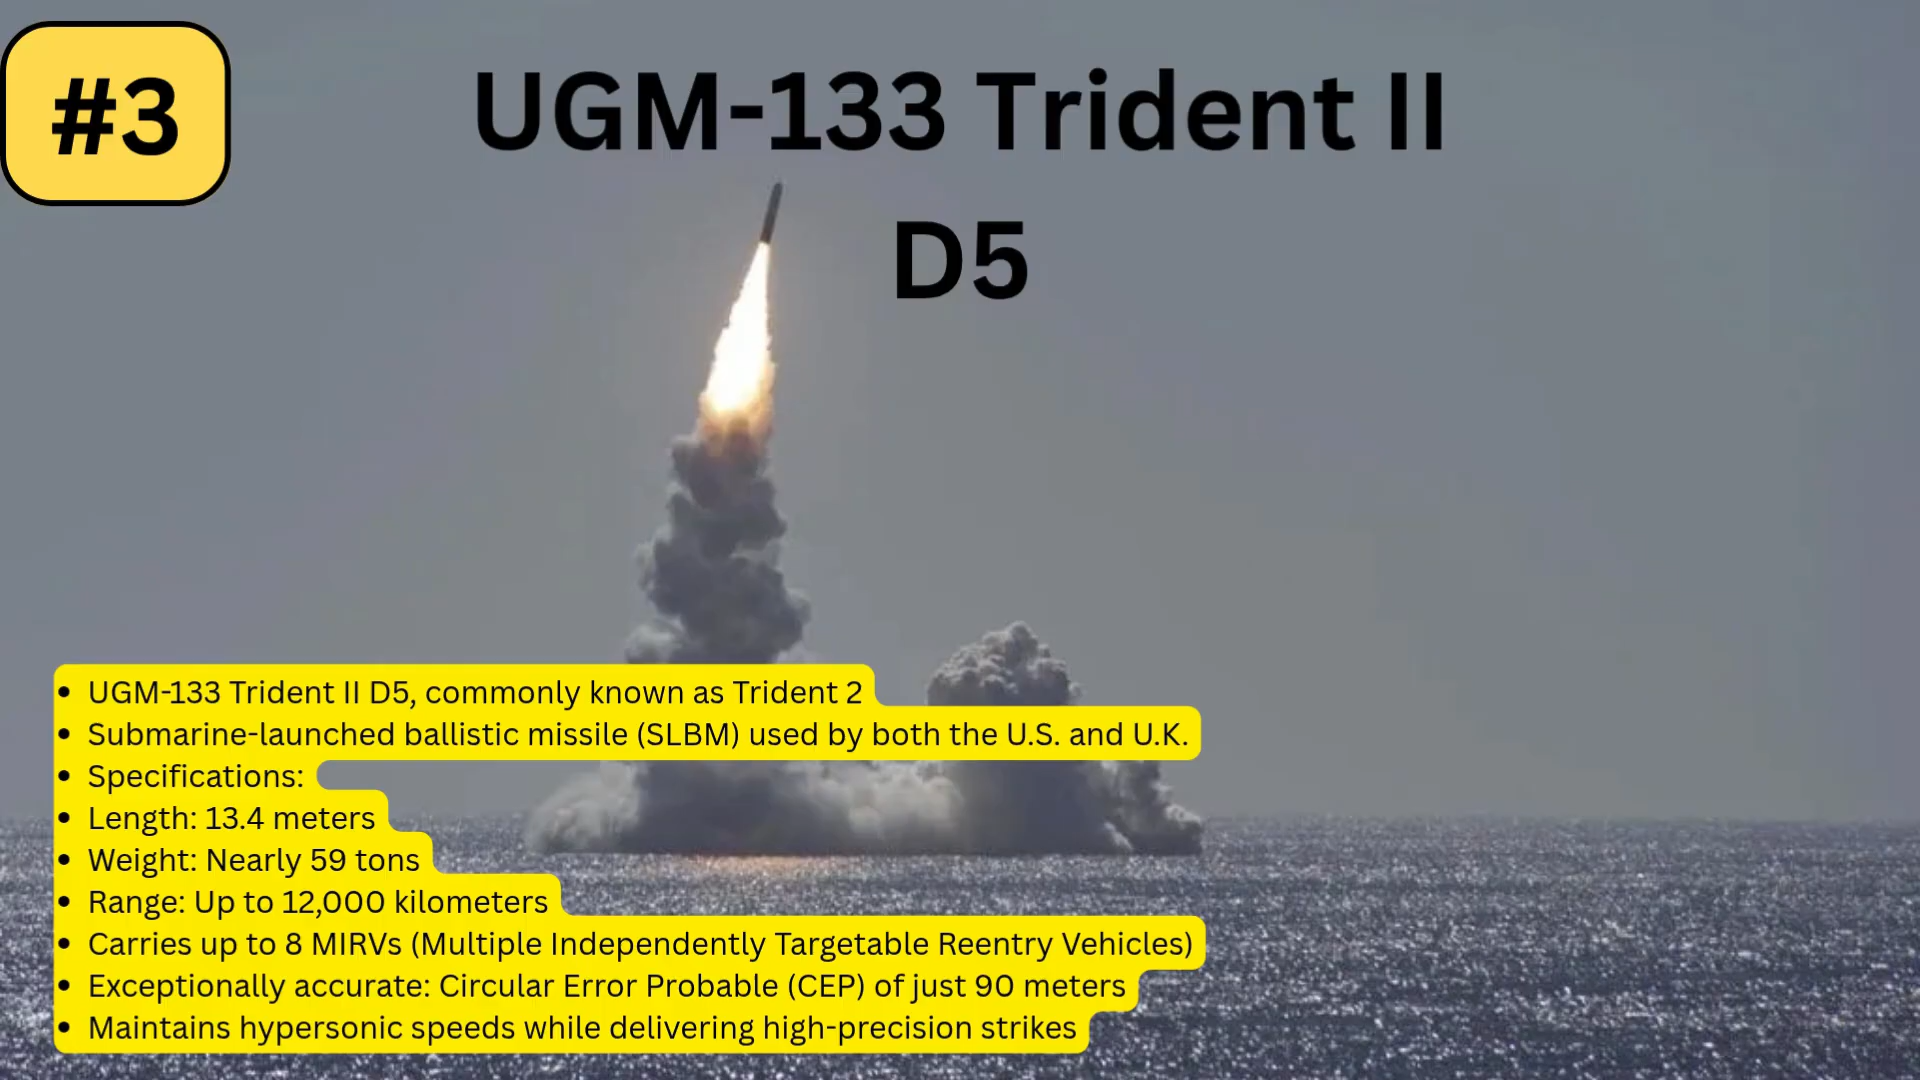 #3
UGM-133 Trident II
D5
• UGM-133 Trident II D5, commonly known as Trident 2
• Submarine-launched ballistic missile (SLBM) used by both the U.S. and U.K.
• Specifications:
• Length: 13.4 meters
• Weight: Nearly 59 tons
• Range: Up to 12,000 kilometers
• Carries up to 8 MIRVs (Multiple Independently Targetable Reentry Vehicles)
• Exceptionally accurate: Circular Error Probable (CEP) of just 90 meters
• Maintains hypersonic speeds while delivering high-precision strikes